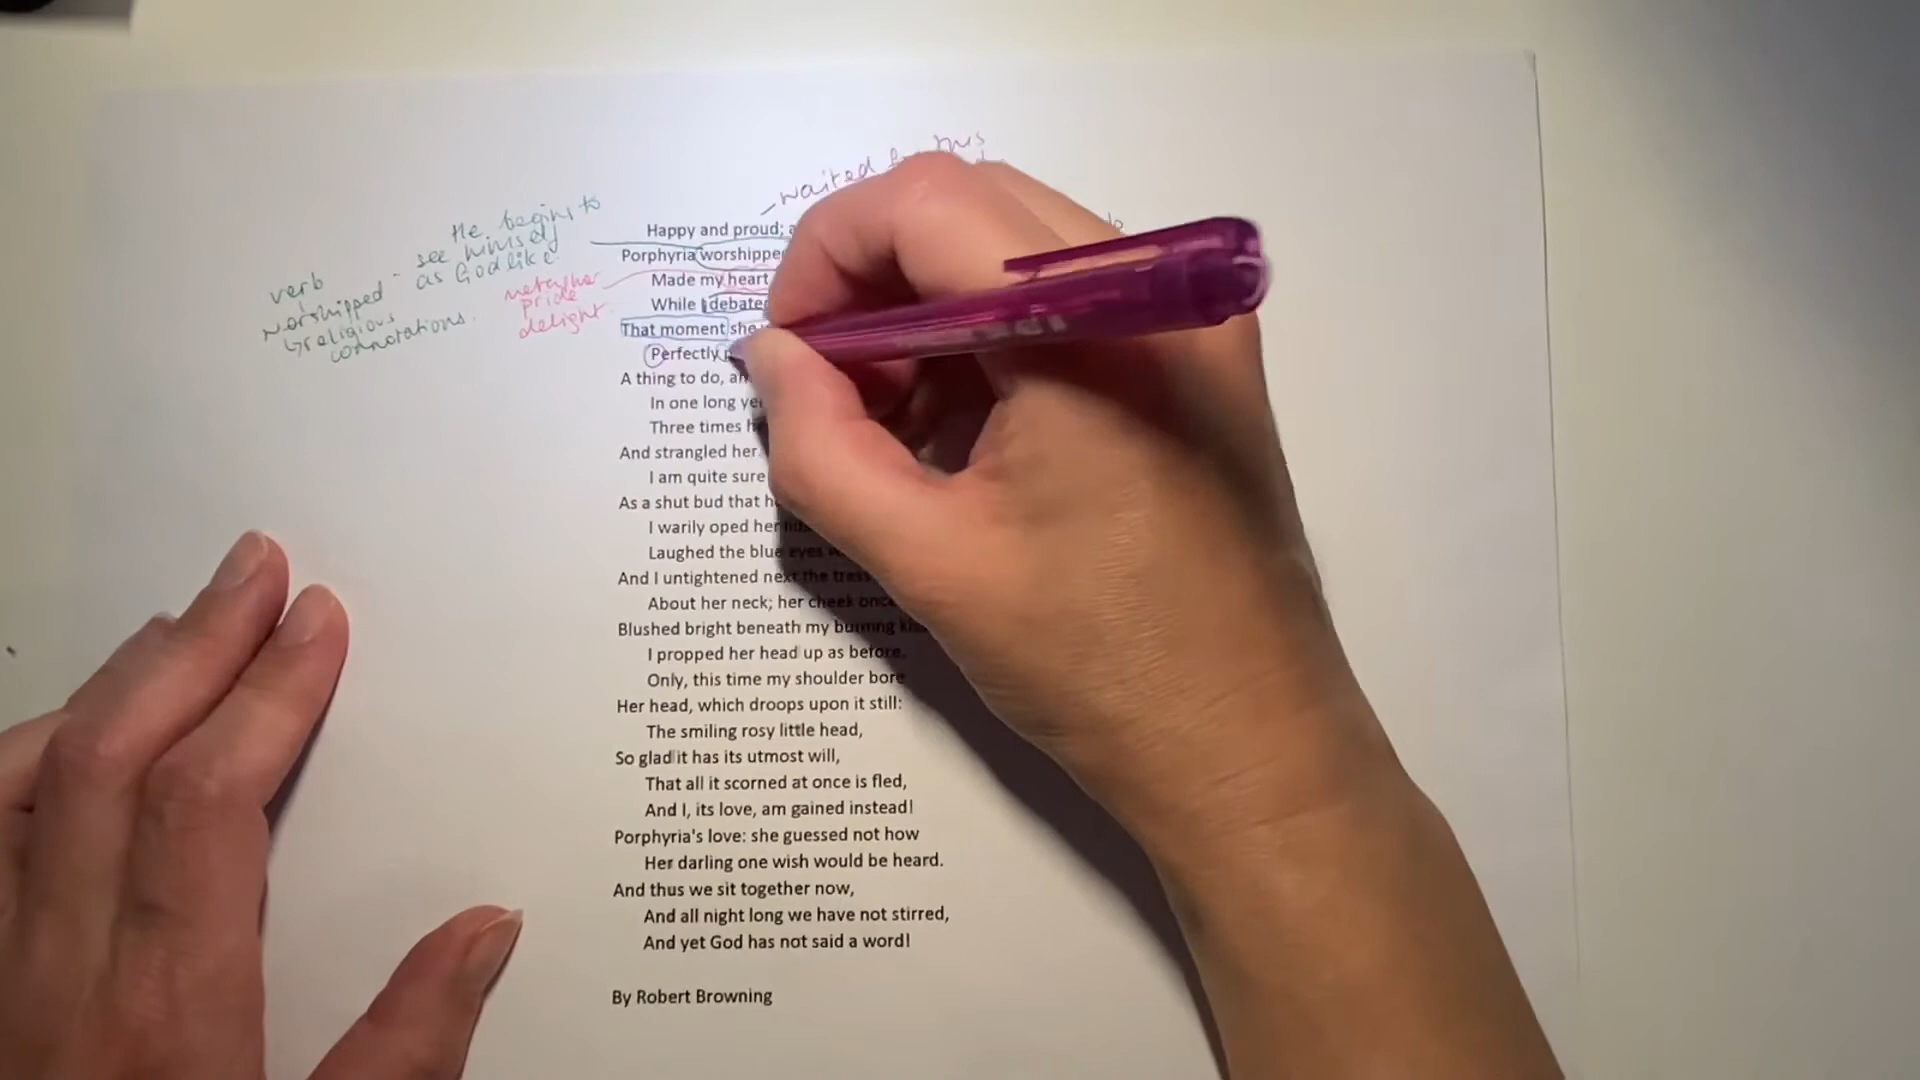 waited for this
He begins to
see himself
as Godlike.
verb
worshipped
religious
connotations.
metaphor
pride
delight
Happy and proud;
Porphyria worshippe
Made my heart
While I debate
That moment she
Perfectly
A thing to do, an
In one long ye
Three times he
And strangled her.
I am quite sure
As a shut bud that h
I warily oped her
Laughed the blue eyes w
And I untightened next the tress
About her neck; her cheek once
Blushed bright beneath my burning kiss
I propped her head up as before,
Only, this time my shoulder bore
Her head, which droops upon it still:
The smiling rosy little head,
So glad it has its utmost will,
That all it scorned at once is fled,
And I, its love, am gained instead!
Porphyria's love: she guessed not how
Her darling one wish would be heard.
And thus we sit together now,
And all night long we have not stirred,
And yet God has not said a word!
By Robert Browning